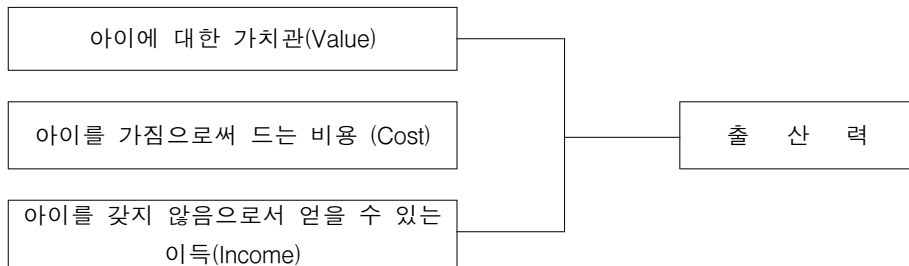 아이에 대한 가치관(Value)
아이를 가짐으로써 드는 비용 (Cost)
출 산 력
아이를 갖지 않음으로서 얻을 수 있는
이득(Income)